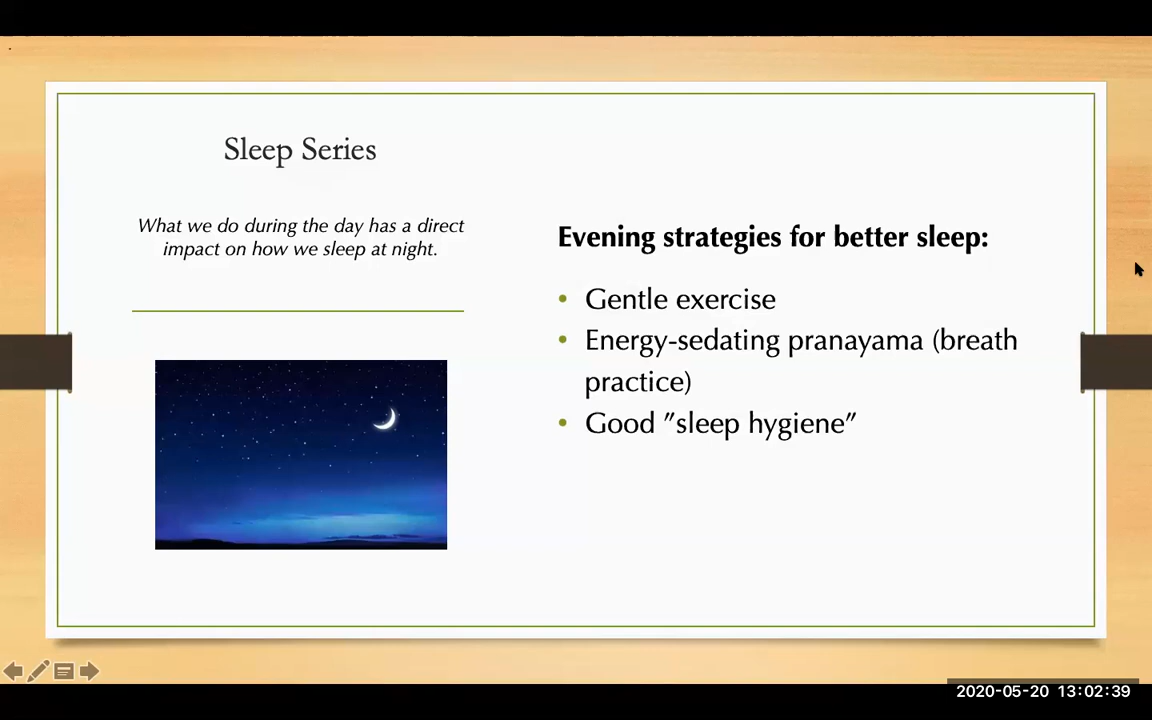 Sleep Series
What we do during the day has a direct
impact on how we sleep at night.
Evening strategies for better sleep:
• Gentle exercise
• Energy-sedating pranayama (breath
practice)
• Good ”sleep hygiene”
2020-05-20 13:02:39